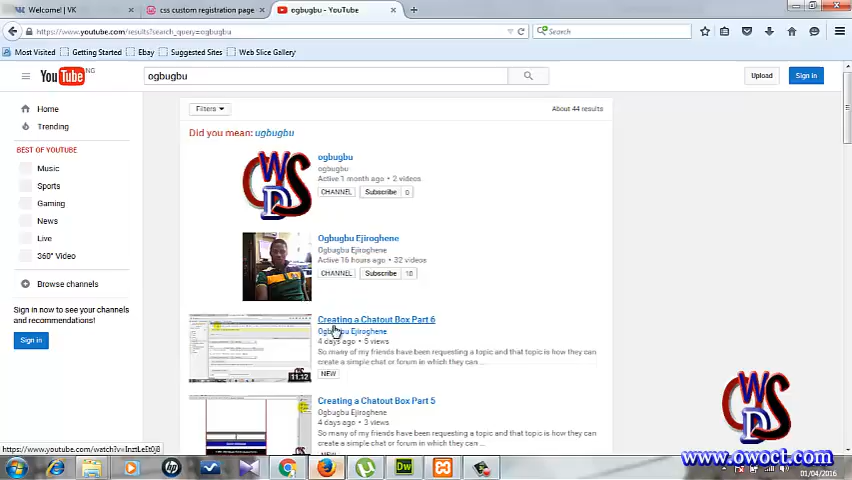 Welcome! | VK
css custom registration page
ogbugbu - YouTube
https://www.youtube.com/results?search_query=ogbugbu
Search
Most Visited
Getting Started
Ebay
Suggested Sites
Web Slice Gallery
YouTube NG
ogbugbu
Upload
Sign in
Home
Trending
BEST OF YOUTUBE
Music
Sports
Gaming
News
Live
360° Video
Browse channels
Sign in now to see your channels
and recommendations!
Sign in
Filters
About 44 results
Did you mean: ugbugbu
ogbugbu
ogbugbu
Active 1 month ago • 2 videos
CHANNEL
Subscribe 0
Ogbugbu Ejiroghene
Ogbugbu Ejiroghene
Active 16 hours ago • 32 videos
CHANNEL
Subscribe 10
Creating a Chatout Box Part 6
Ogbugbu Ejiroghene
4 days ago • 5 views
So many of my friends have been requesting a topic and that topic is how they can
create a simple chat or forum in which they can ...
NEW
11:12
Creating a Chatout Box Part 5
Ogbugbu Ejiroghene
4 days ago • 3 views
So many of my friends have been requesting a topic and that topic is how they can
create a simple chat or forum in which they can ...
NEW
www.owoct.com
Dw
hp
01/04/2016